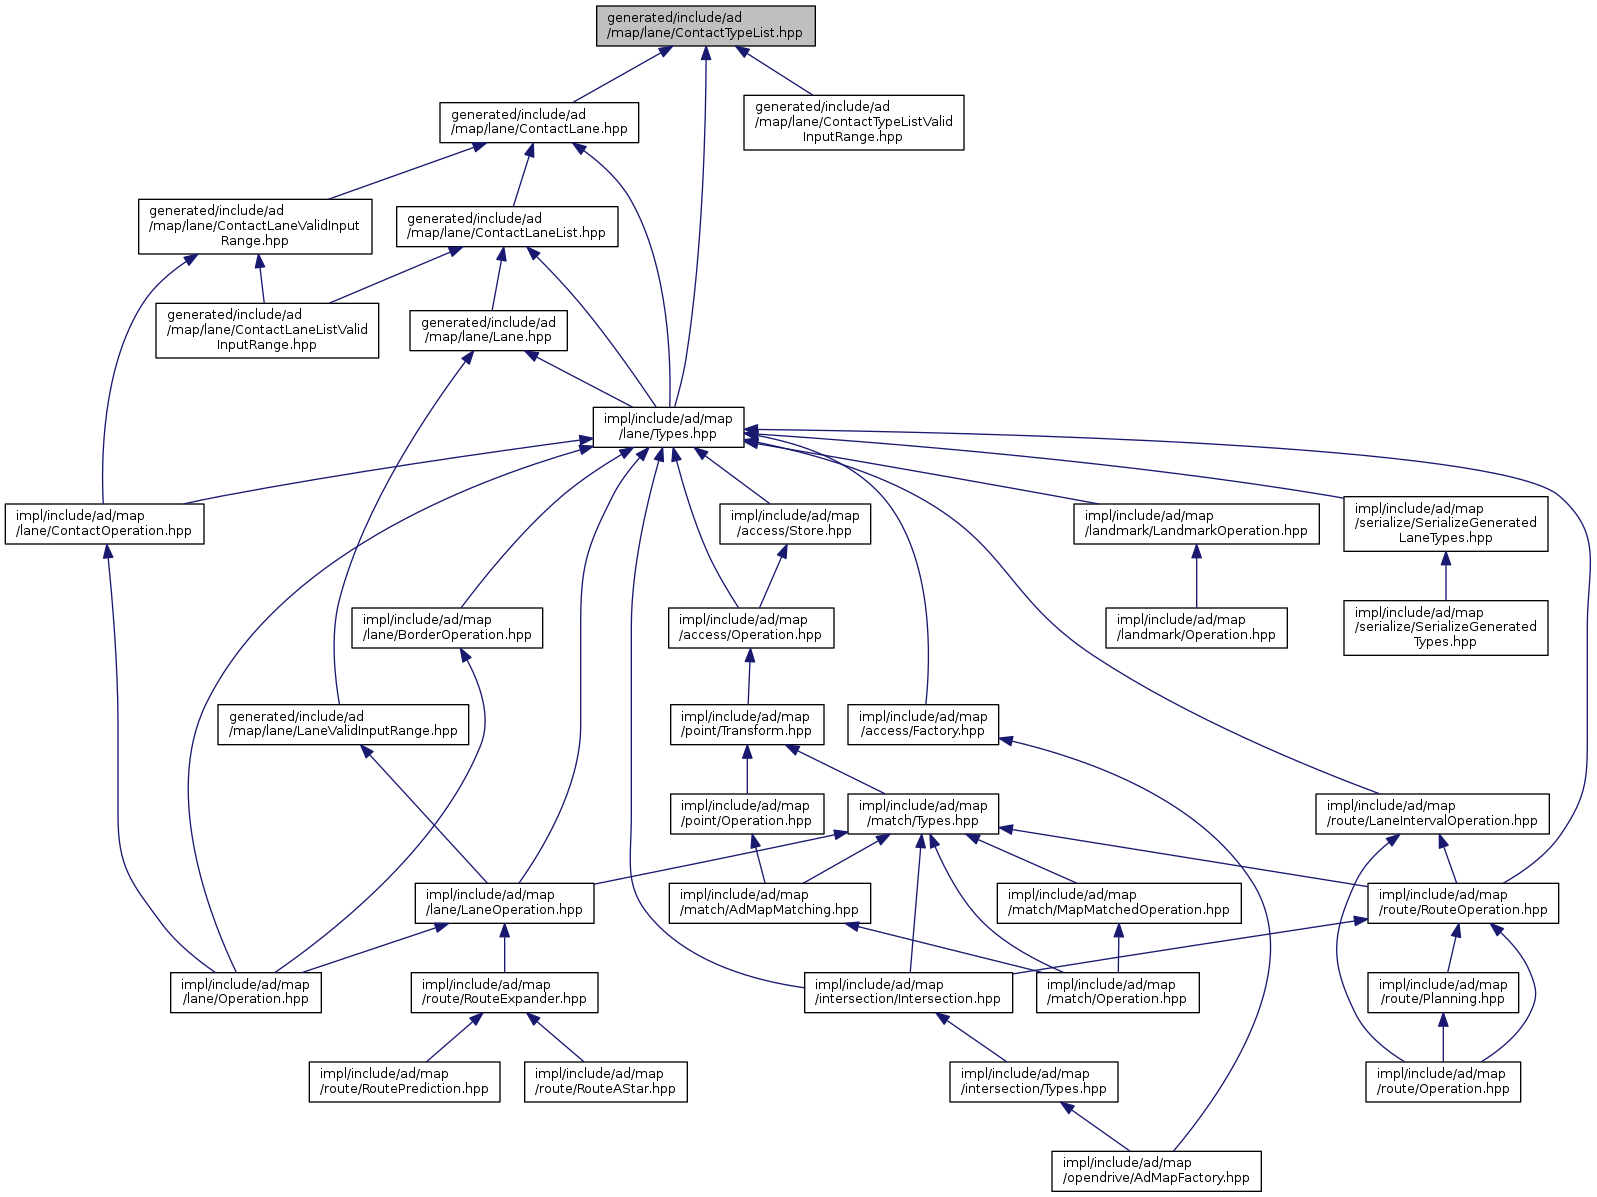 generated/include/ad
/map/lane/ContactTypeList.hpp
generated/include/ad
/map/lane/ContactLane.hpp
generated/include/ad
/map/lane/ContactTypeListValid
InputRange.hpp
generated/include/ad
/map/lane/ContactLaneValidInput
Range.hpp
generated/include/ad
/map/lane/ContactLaneList.hpp
generated/include/ad
/map/lane/ContactLaneListValid
InputRange.hpp
generated/include/ad
/map/lane/Lane.hpp
impl/include/ad/map
/lane/Types.hpp
impl/include/ad/map
/lane/ContactOperation.hpp
impl/include/ad/map
/access/Store.hpp
impl/include/ad/map
/landmark/LandmarkOperation.hpp
impl/include/ad/map
/serialize/SerializeGenerated
LaneTypes.hpp
impl/include/ad/map
/lane/BorderOperation.hpp
impl/include/ad/map
/access/Operation.hpp
impl/include/ad/map
/landmark/Operation.hpp
impl/include/ad/map
/serialize/SerializeGenerated
Types.hpp
generated/include/ad
/map/lane/LaneValidInputRange.hpp
impl/include/ad/map
/point/Transform.hpp
impl/include/ad/map
/access/Factory.hpp
impl/include/ad/map
/point/Operation.hpp
impl/include/ad/map
/match/Types.hpp
impl/include/ad/map
/route/LaneIntervalOperation.hpp
impl/include/ad/map
/lane/LaneOperation.hpp
impl/include/ad/map
/match/AdMapMatching.hpp
impl/include/ad/map
/match/MapMatchedOperation.hpp
impl/include/ad/map
/route/RouteOperation.hpp
impl/include/ad/map
/lane/Operation.hpp
impl/include/ad/map
/route/RouteExpander.hpp
impl/include/ad/map
/intersection/Intersection.hpp
impl/include/ad/map
/match/Operation.hpp
impl/include/ad/map
/route/Planning.hpp
impl/include/ad/map
/route/RoutePrediction.hpp
impl/include/ad/map
/route/RouteAStar.hpp
impl/include/ad/map
/intersection/Types.hpp
impl/include/ad/map
/route/Operation.hpp
impl/include/ad/map
/opendrive/AdMapFactory.hpp